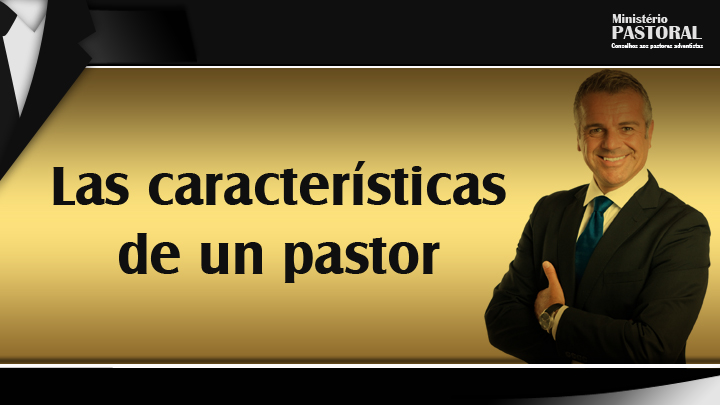 Ministério
PASTORAL
Conselhos aos pastores adventistas
Las características
de un pastor